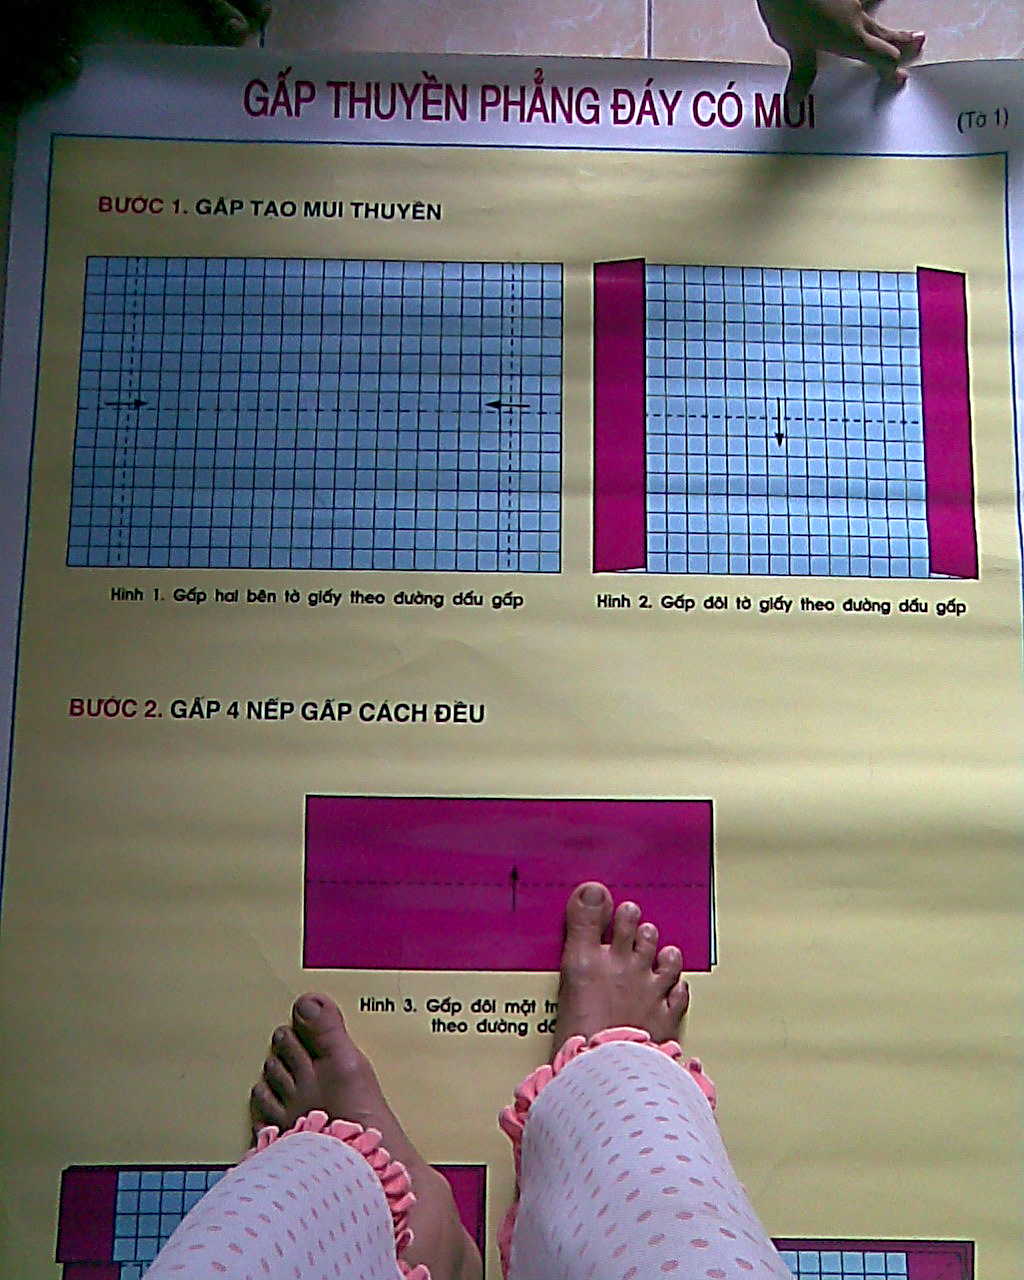 GẤP THUYỀN PHẲNG ĐÁY CÓ MUI
(Tờ 1)
BƯỚC 1. GẤP TẠO MUI THUYỀN
Hình 1. Gấp hai bên tờ giấy theo đường dấu gấp
Hình 2. Gấp đôi tờ giấy theo đường dấu gấp
BƯỚC 2. GẤP 4 NẾP GẤP CÁCH ĐỀU
Hình 3. Gấp đôi mặt
theo đường